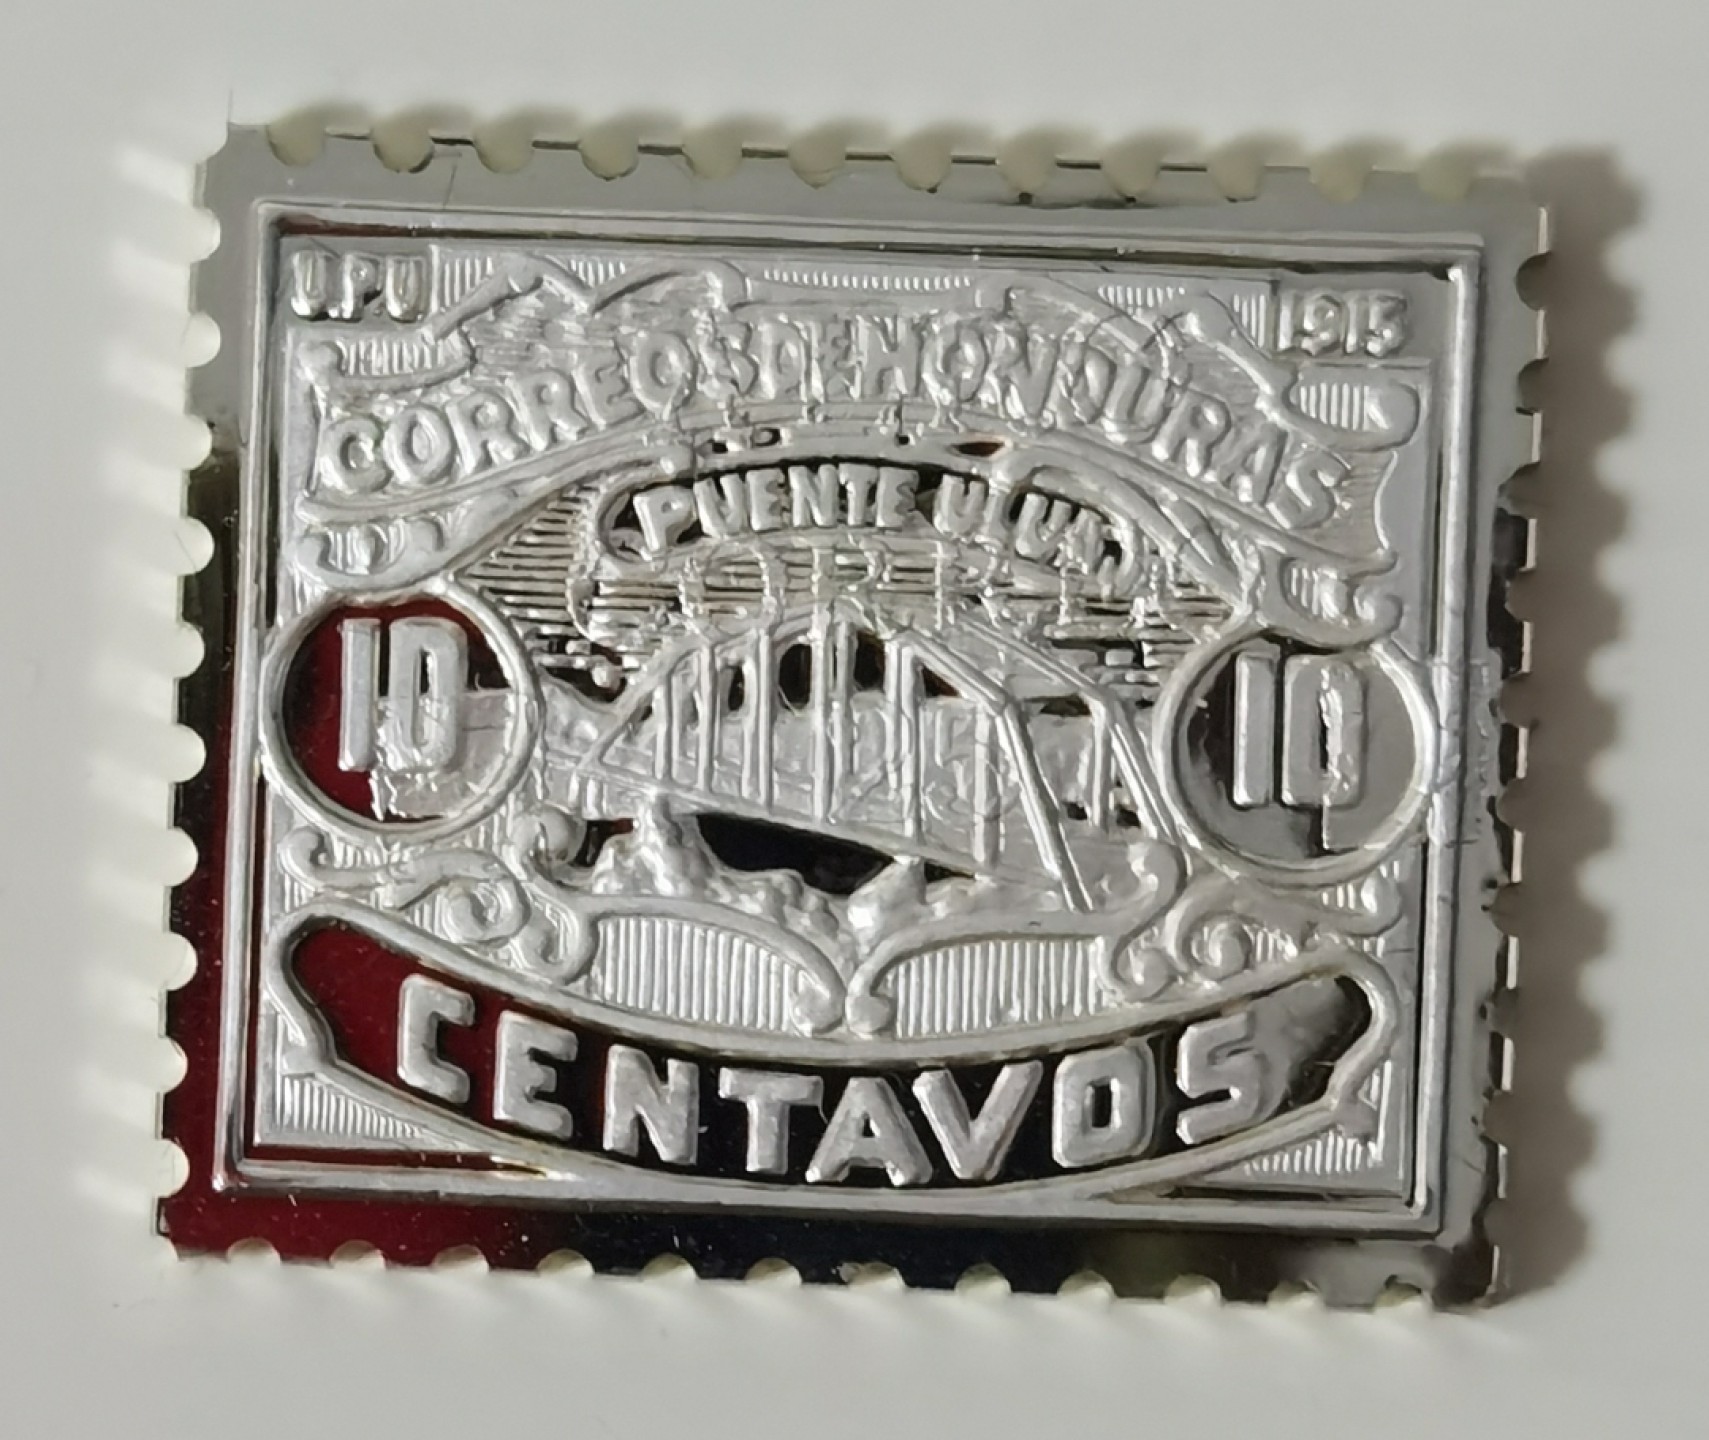 U.P.U 1915
CORREOS DE HONDURAS
PUENTE ULUA
10 10
CENTAVOS